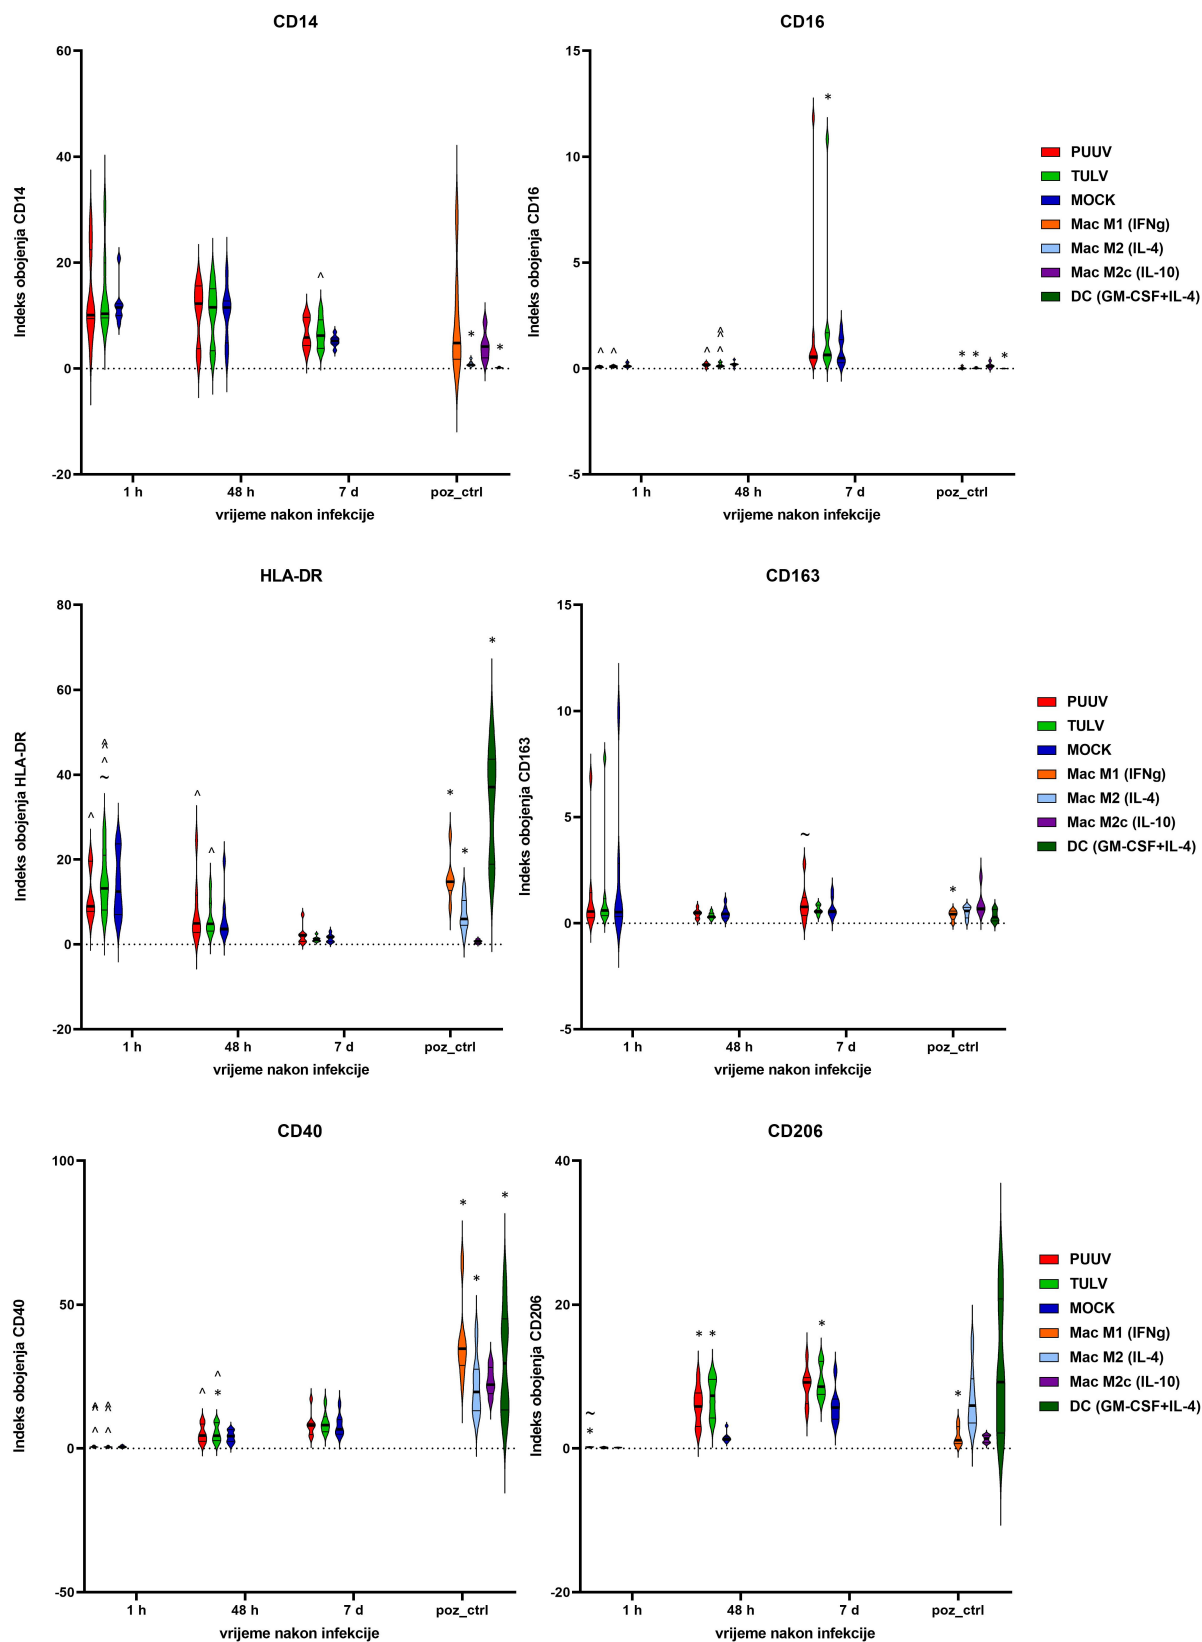 CD14
60
40
20
0
-20
Indeks obojenja CD14
^
*
*
1 h
48 h
7 d
poz_ctrl
vrijeme nakon infekcije
CD16
15
10
5
0
-5
Indeks obojenja CD16
^ ^
^
^
^
^
*
* *
*
1 h
48 h
7 d
poz_ctrl
vrijeme nakon infekcije
PUUV
TULV
MOCK
Mac M1 (IFNg)
Mac M2 (IL-4)
Mac M2c (IL-10)
DC (GM-CSF+IL-4)
HLA-DR
80
60
40
20
0
-20
Indeks obojenja HLA-DR
^
^
^
^
~
^
^
*
*
*
1 h
48 h
7 d
poz_ctrl
vrijeme nakon infekcije
CD163
15
10
5
0
-5
Indeks obojenja CD163
~
*
1 h
48 h
7 d
poz_ctrl
vrijeme nakon infekcije
PUUV
TULV
MOCK
Mac M1 (IFNg)
Mac M2 (IL-4)
Mac M2c (IL-10)
DC (GM-CSF+IL-4)
CD40
100
50
0
-50
Indeks obojenja CD40
^ ^
^ ^
^ ^
^
^
*
*
*
*
1 h
48 h
7 d
poz_ctrl
vrijeme nakon infekcije
CD206
40
20
0
-20
Indeks obojenja CD206
~
*
* *
*
*
1 h
48 h
7 d
poz_ctrl
vrijeme nakon infekcije
PUUV
TULV
MOCK
Mac M1 (IFNg)
Mac M2 (IL-4)
Mac M2c (IL-10)
DC (GM-CSF+IL-4)